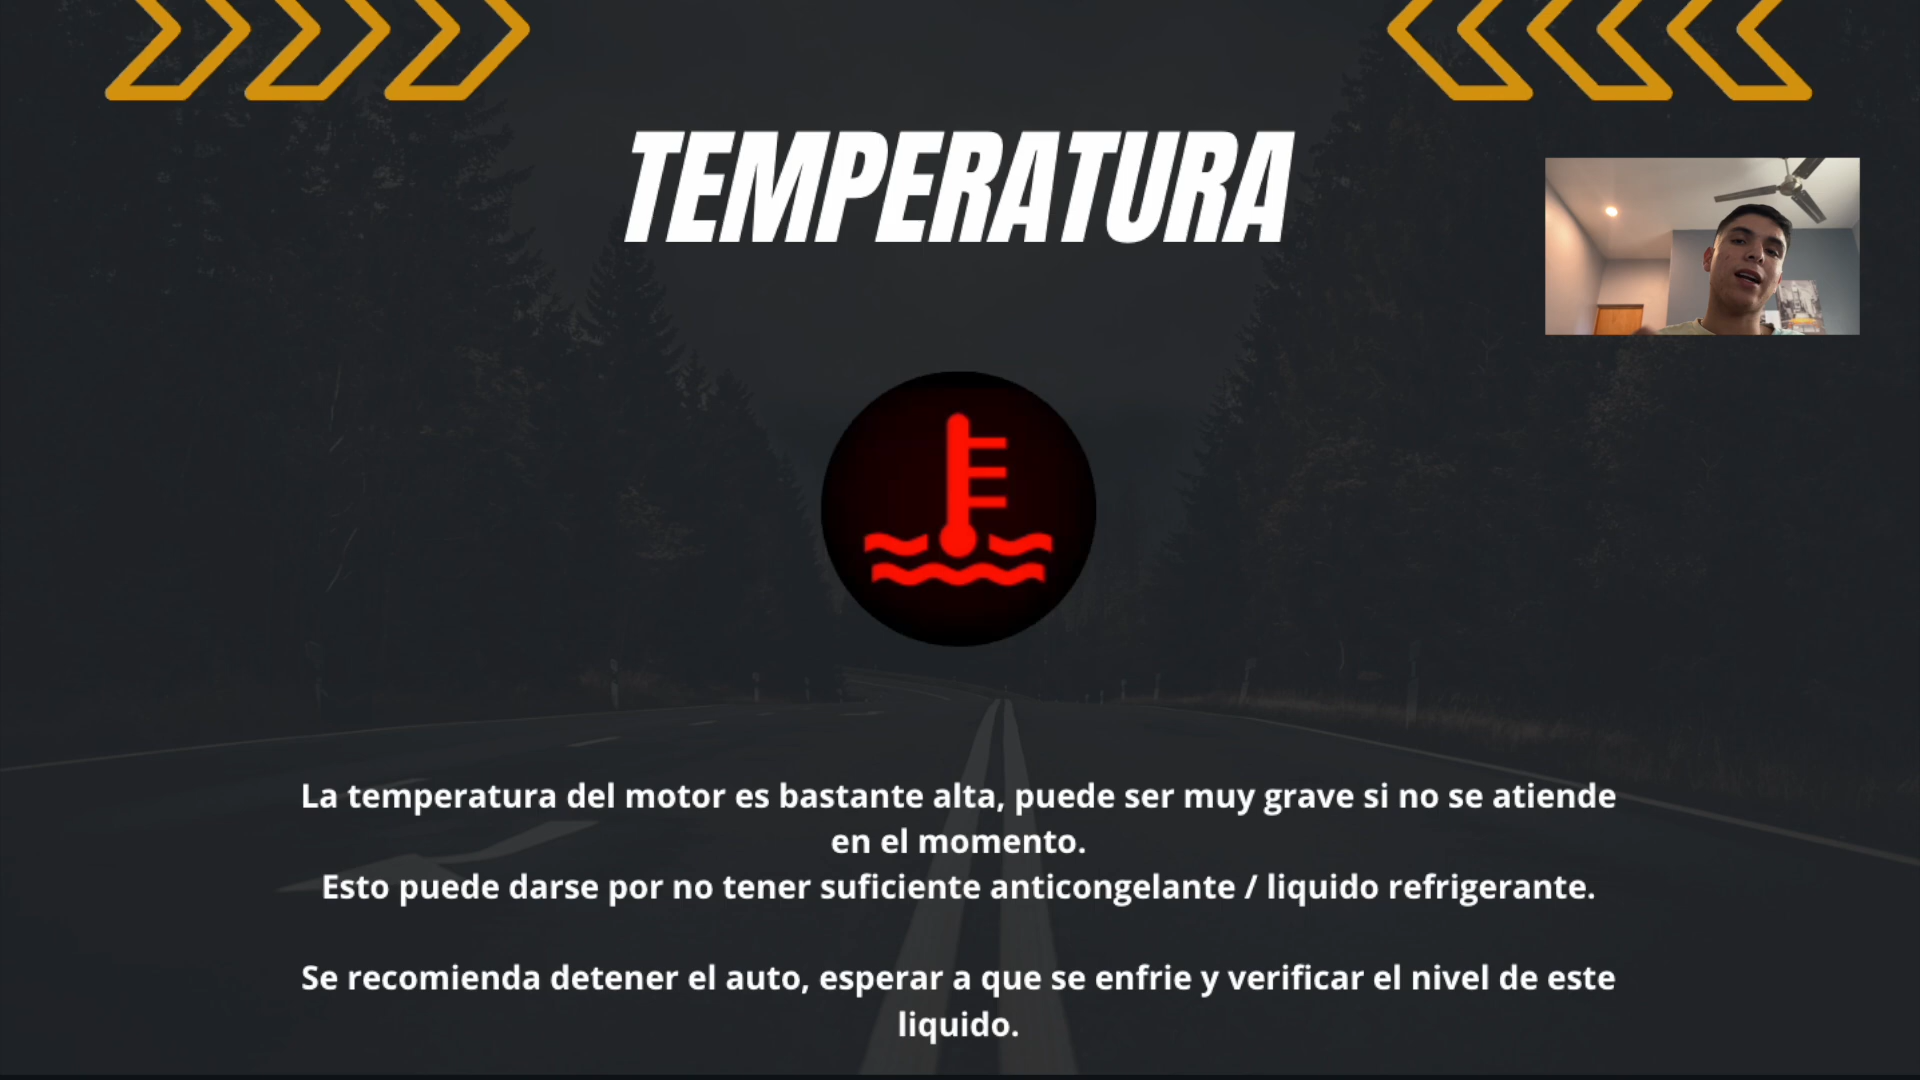 TEMPERATURA
La temperatura del motor es bastante alta, puede ser muy grave si no se atiende
en el momento.
Esto puede darse por no tener suficiente anticongelante / liquido refrigerante.
Se recomienda detener el auto, esperar a que se enfrie y verificar el nivel de este
liquido.